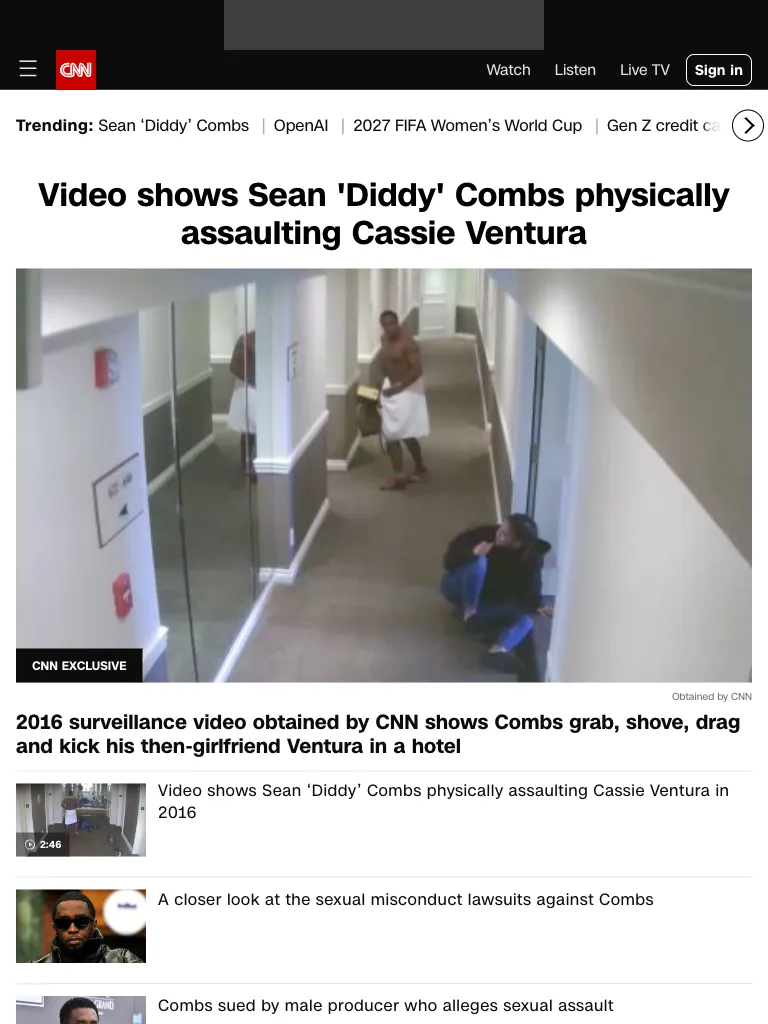 CNN
Watch
Listen
Live TV
Sign in
Trending: Sean ‘Diddy’ Combs | OpenAI | 2027 FIFA Women’s World Cup | Gen Z credit ca
Video shows Sean 'Diddy' Combs physically
assaulting Cassie Ventura
CNN EXCLUSIVE
Obtained by CNN
2016 surveillance video obtained by CNN shows Combs grab, shove, drag
and kick his then-girlfriend Ventura in a hotel
Video shows Sean ‘Diddy’ Combs physically assaulting Cassie Ventura in
2016
2:46
A closer look at the sexual misconduct lawsuits against Combs
Combs sued by male producer who alleges sexual assault